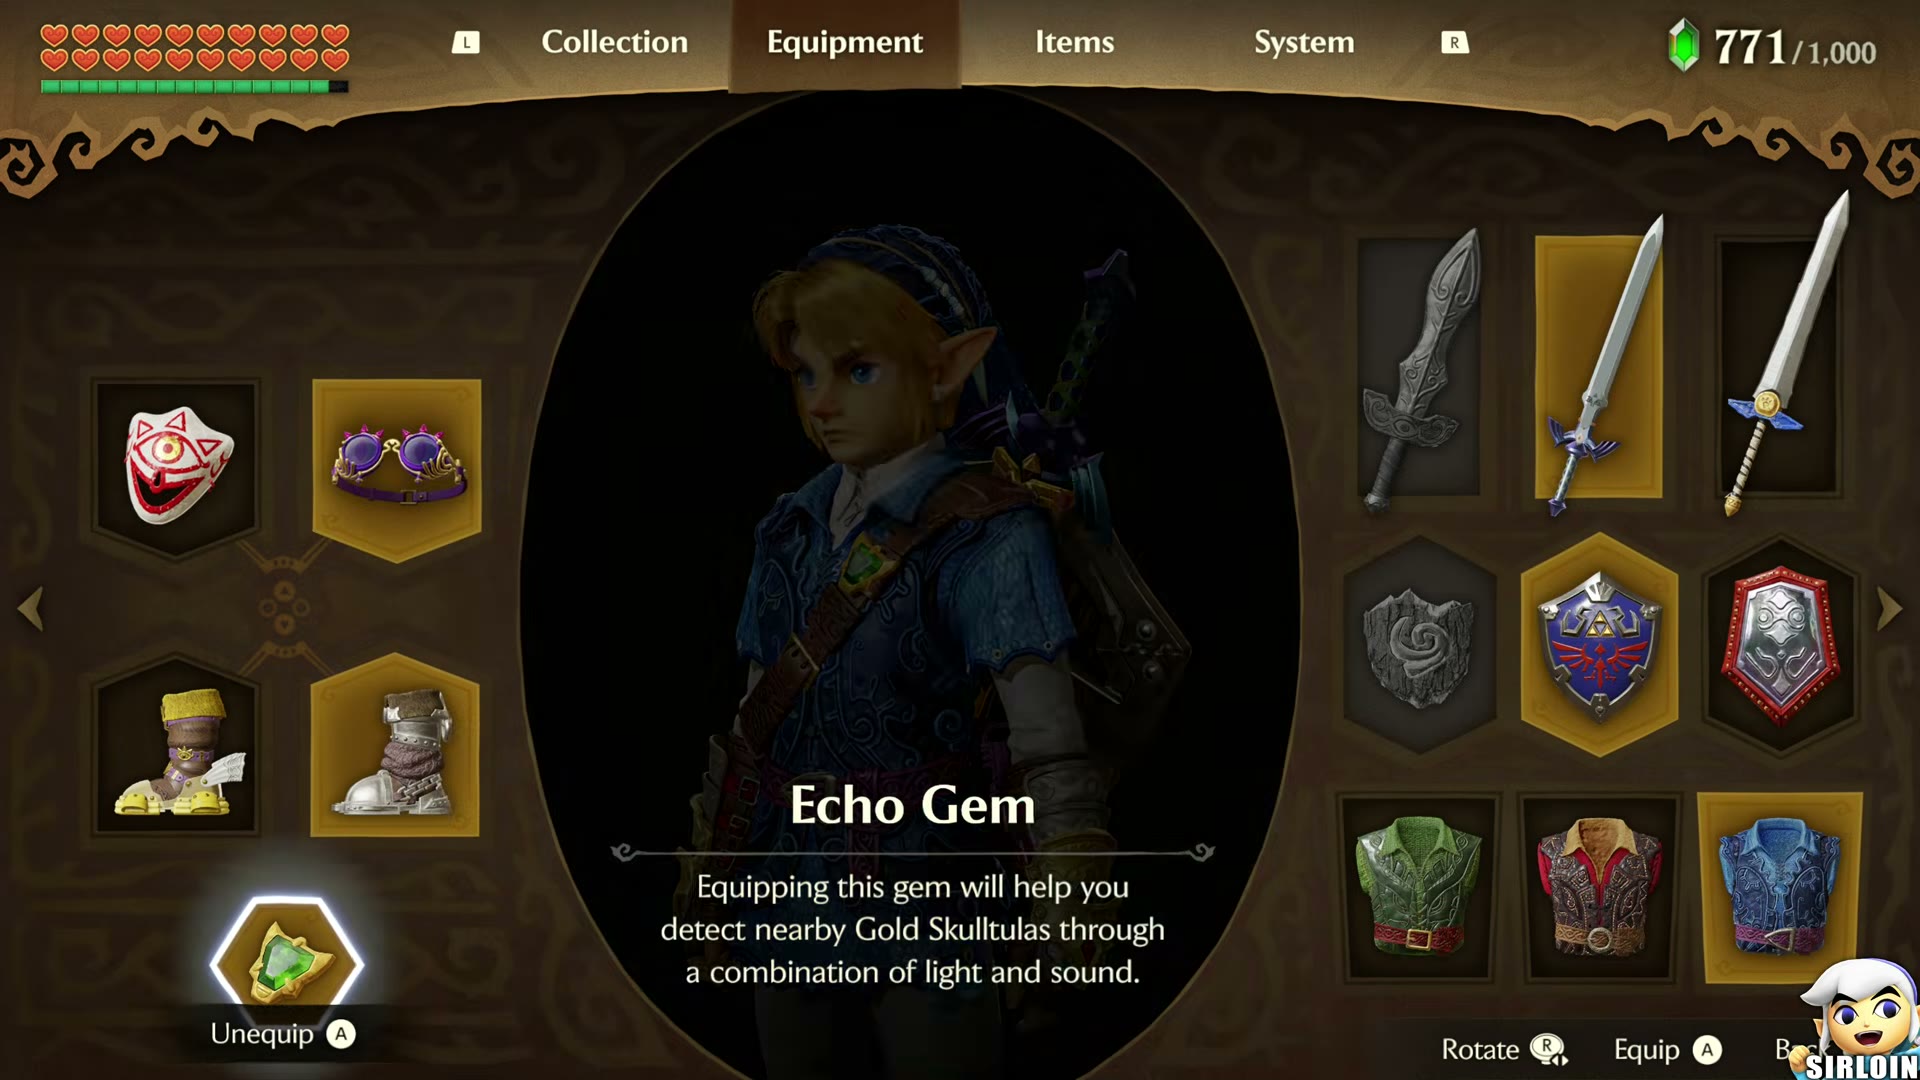 L Collection Equipment Items System R 771/1,000
Echo Gem
Equipping this gem will help you
detect nearby Gold Skulltulas through
a combination of light and sound.
Unequip A
Rotate R Equip A
SIRLOIN